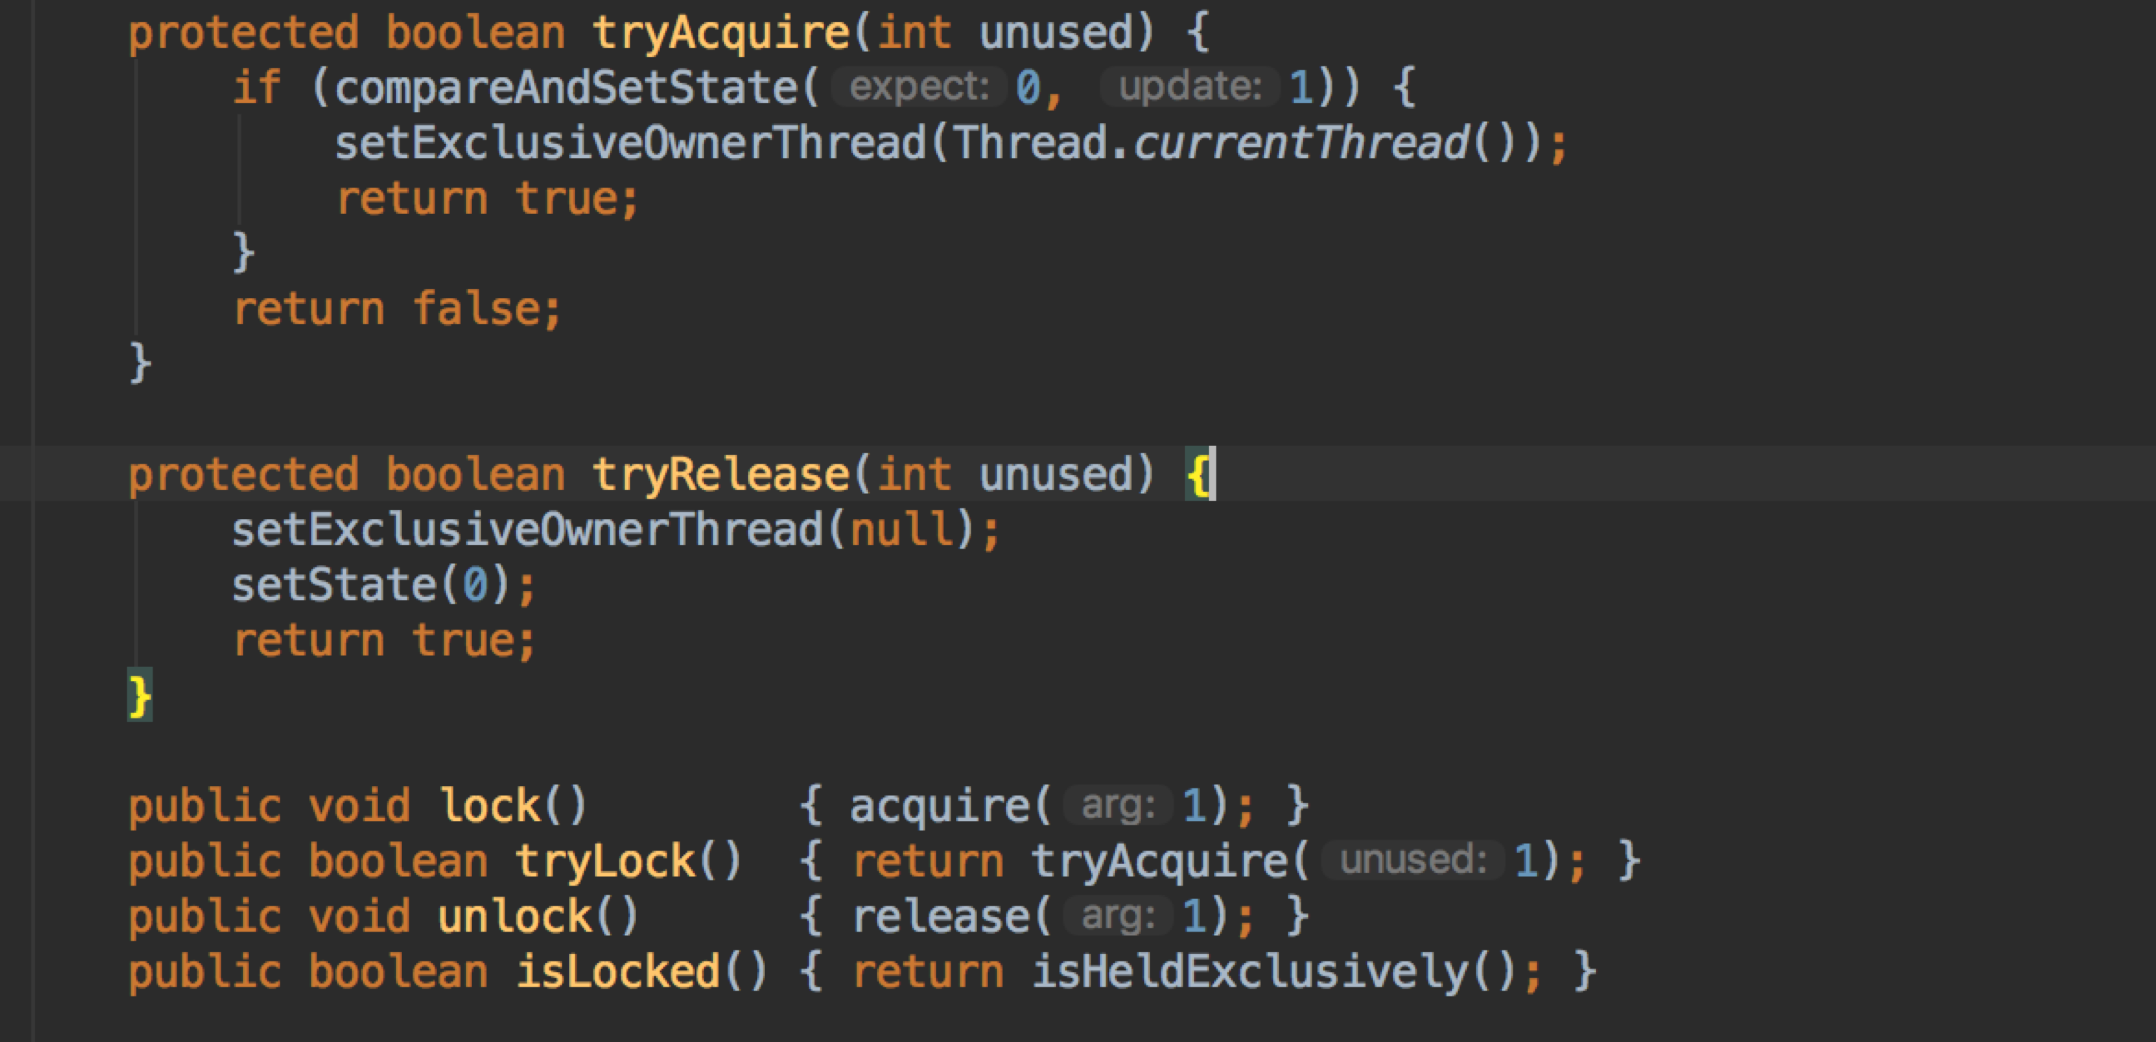 protected boolean tryAcquire(int unused) {
if (compareAndSetState( expect: 0, update: 1)) {
setExclusiveOwnerThread(Thread.currentThread());
return true;
}
return false;
}
protected boolean tryRelease(int unused) {
setExclusiveOwnerThread(null);
setState(0);
return true;
}
public void lock() { acquire( arg: 1); }
public boolean tryLock() { return tryAcquire( unused: 1); }
public void unlock() { release( arg: 1); }
public boolean isLocked() { return isHeldExclusively(); }